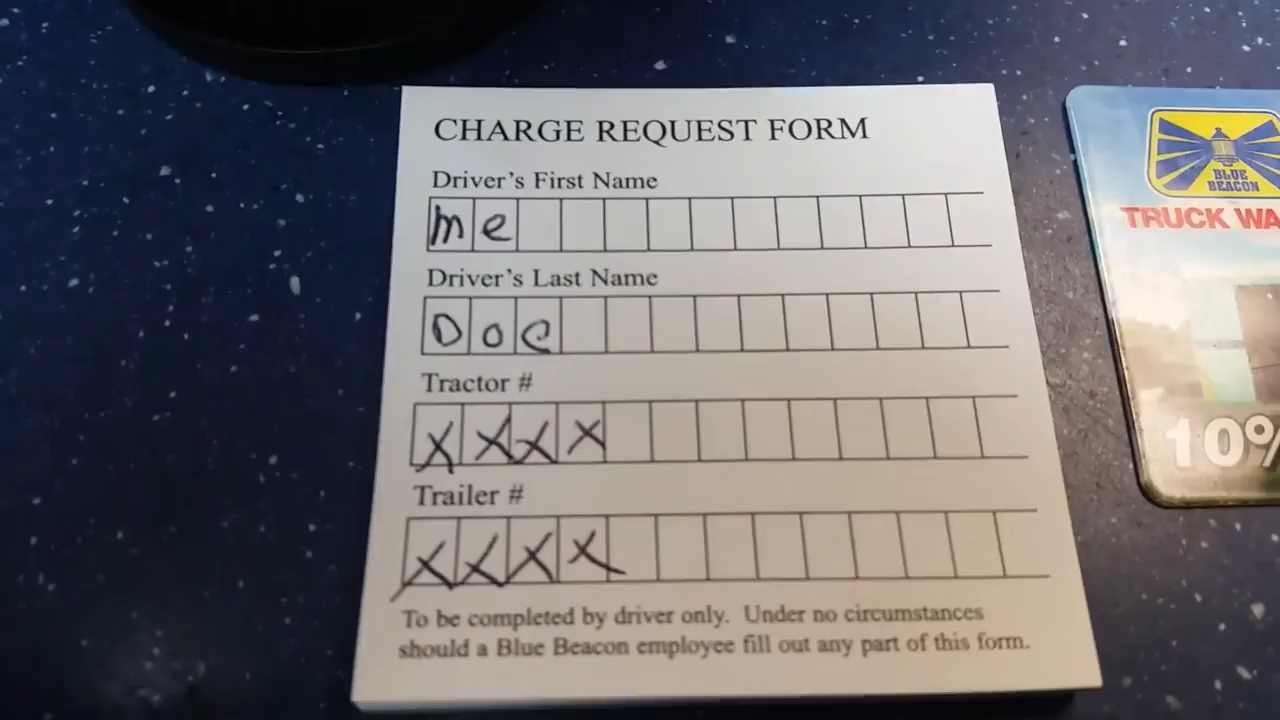 CHARGE REQUEST FORM
Driver's First Name
me
Driver's Last Name
Doe
Tractor #
XXXX
Trailer #
XXXX
To be completed by driver only. Under no circumstances
should a Blue Beacon employee fill out any part of this form.
BLUE
BEACON
TRUCK WA
10%